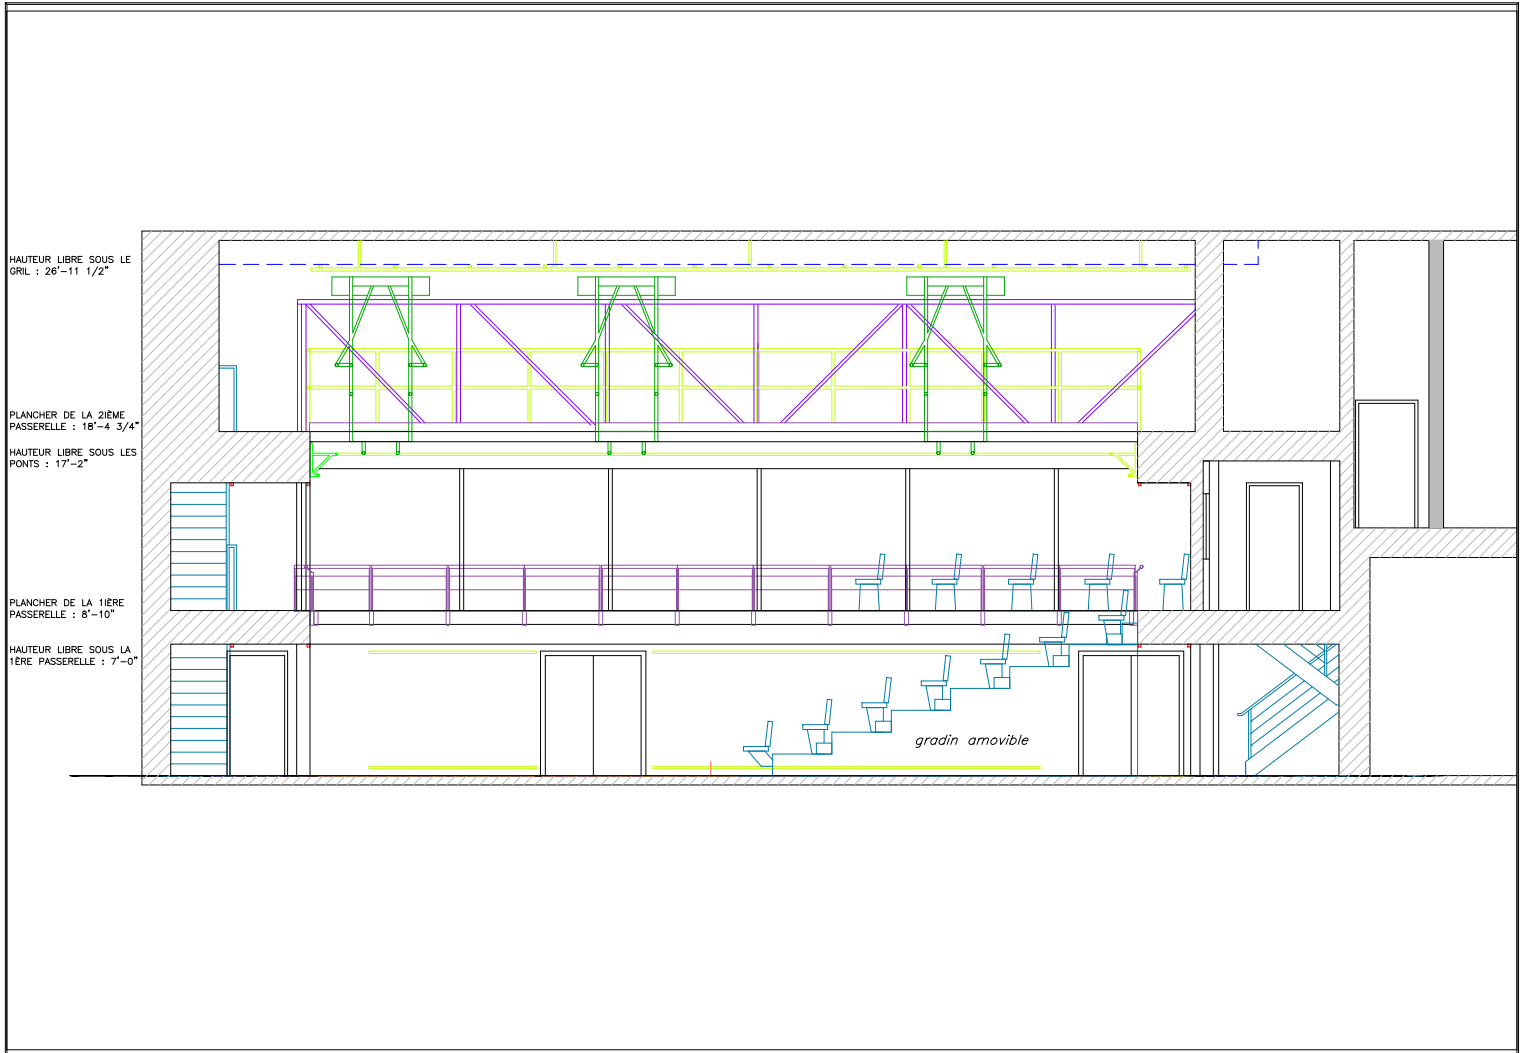 HAUTEUR LIBRE SOUS LE
GRIL : 26'-11 1/2"
PLANCHER DE LA 2IÈME
PASSERELLE : 18'-4 3/4"
HAUTEUR LIBRE SOUS LES
PONTS : 17'-2"
PLANCHER DE LA 1IÈRE
PASSERELLE : 8'-10"
HAUTEUR LIBRE SOUS LA
1ÈRE PASSERELLE : 7'-0"
gradin amovible